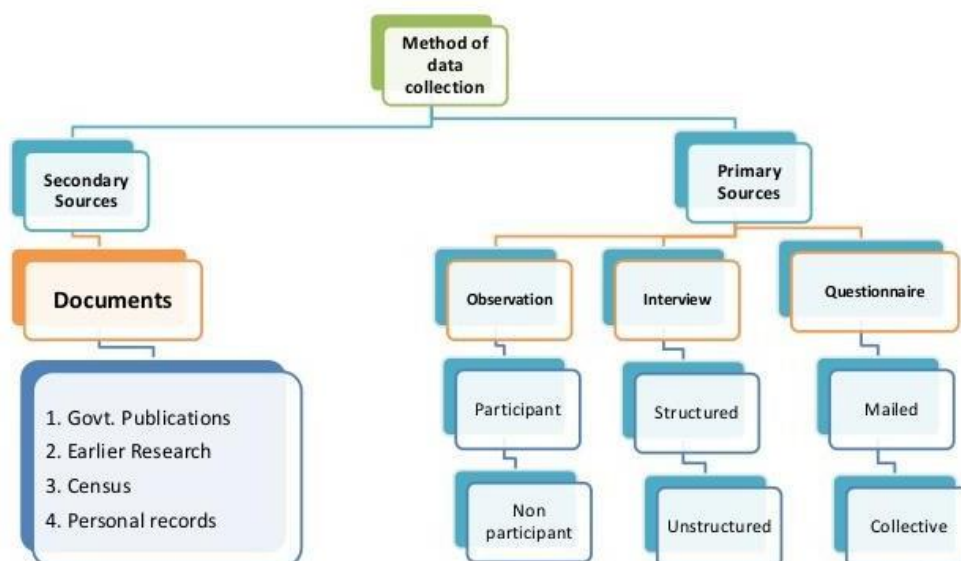 Method of
data
collection
Secondary
Sources
Primary
Sources
Documents
Observation
Interview
Questionnaire
1. Govt. Publications
2. Earlier Research
3. Census
4. Personal records
Participant
Structured
Mailed
Non
participant
Unstructured
Collective